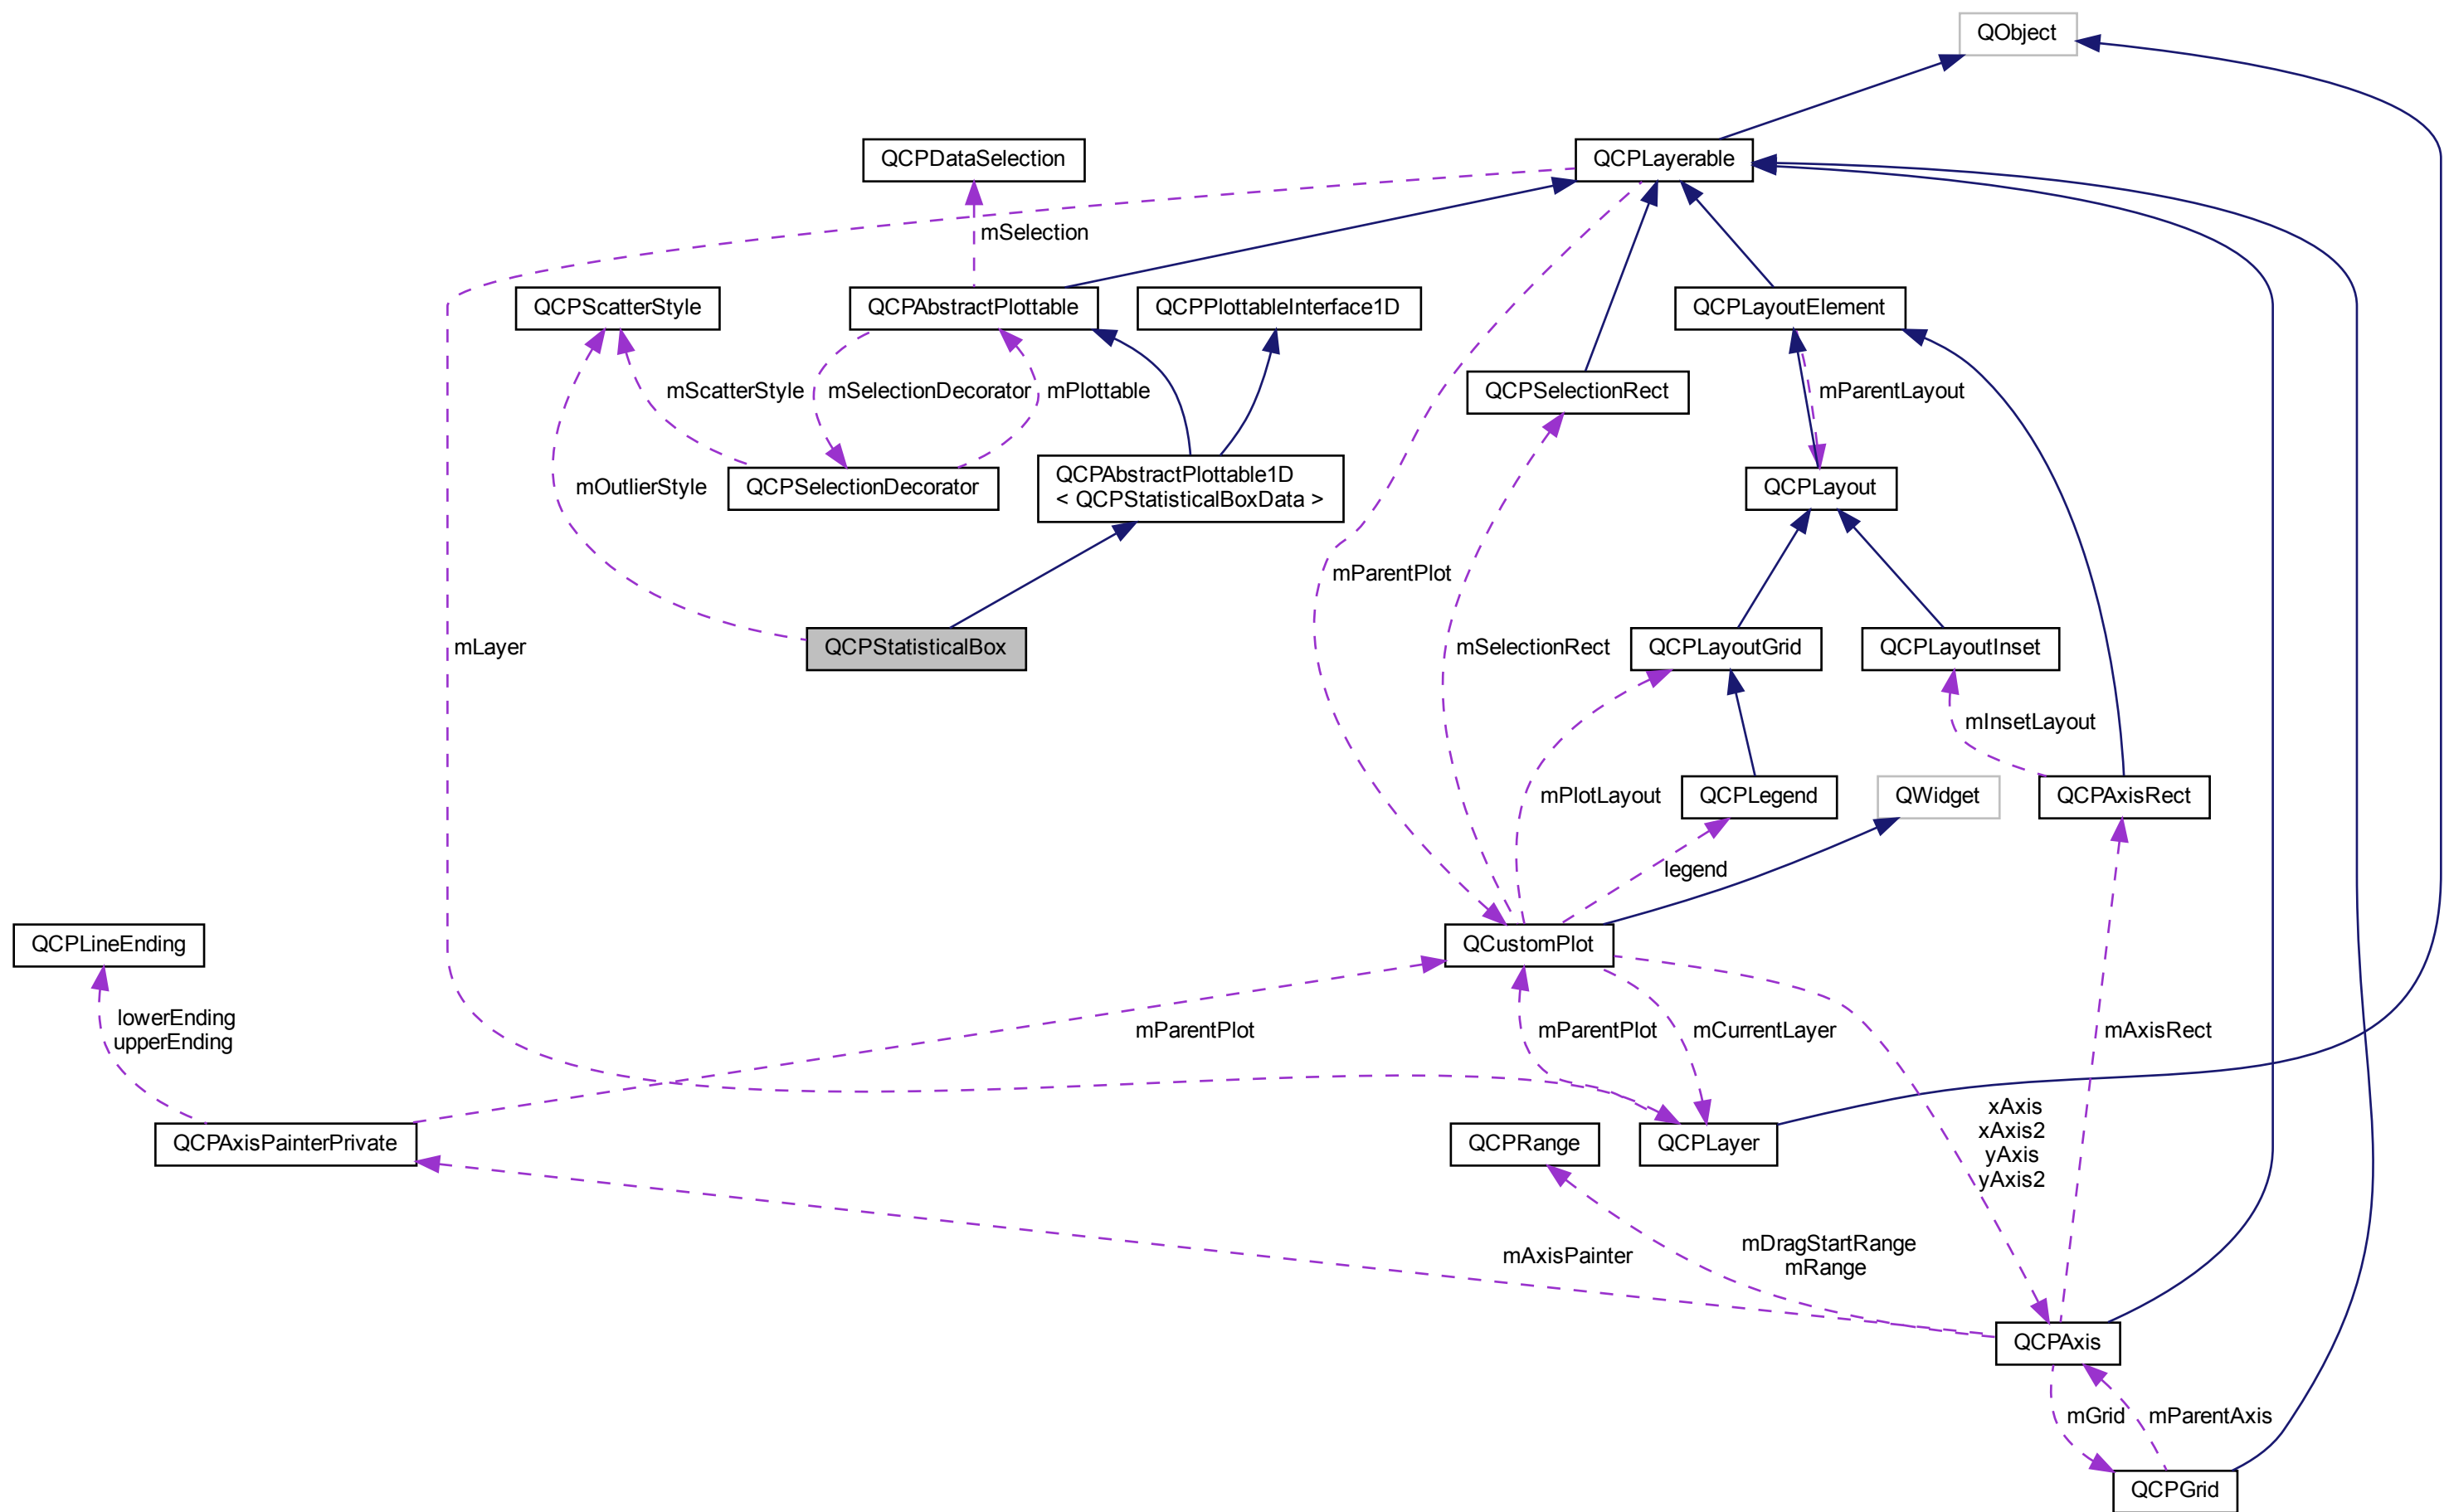 QObject
QCPDataSelection
QCPLayerable
mSelection
QCPScatterStyle
QCPAbstractPlottable
QCPPlottableInterface1D
QCPLayoutElement
mScatterStyle
mSelectionDecorator
mPlottable
QCPSelectionRect
mParentLayout
mOutlierStyle
QCPSelectionDecorator
QCPAbstractPlottable1D
< QCPStatisticalBoxData >
QCPLayout
mParentPlot
mLayer
QCPStatisticalBox
mSelectionRect
QCPLayoutGrid
QCPLayoutInset
mInsetLayout
mPlotLayout
QCPLegend
QWidget
QCPAxisRect
legend
QCPLineEnding
QCustomPlot
lowerEnding
upperEnding
mParentPlot
mParentPlot
mCurrentLayer
mAxisRect
QCPAxisPainterPrivate
QCPRange
QCPLayer
xAxis
xAxis2
yAxis
yAxis2
mAxisPainter
mDragStartRange
mRange
QCPAxis
mGrid
mParentAxis
QCPGrid